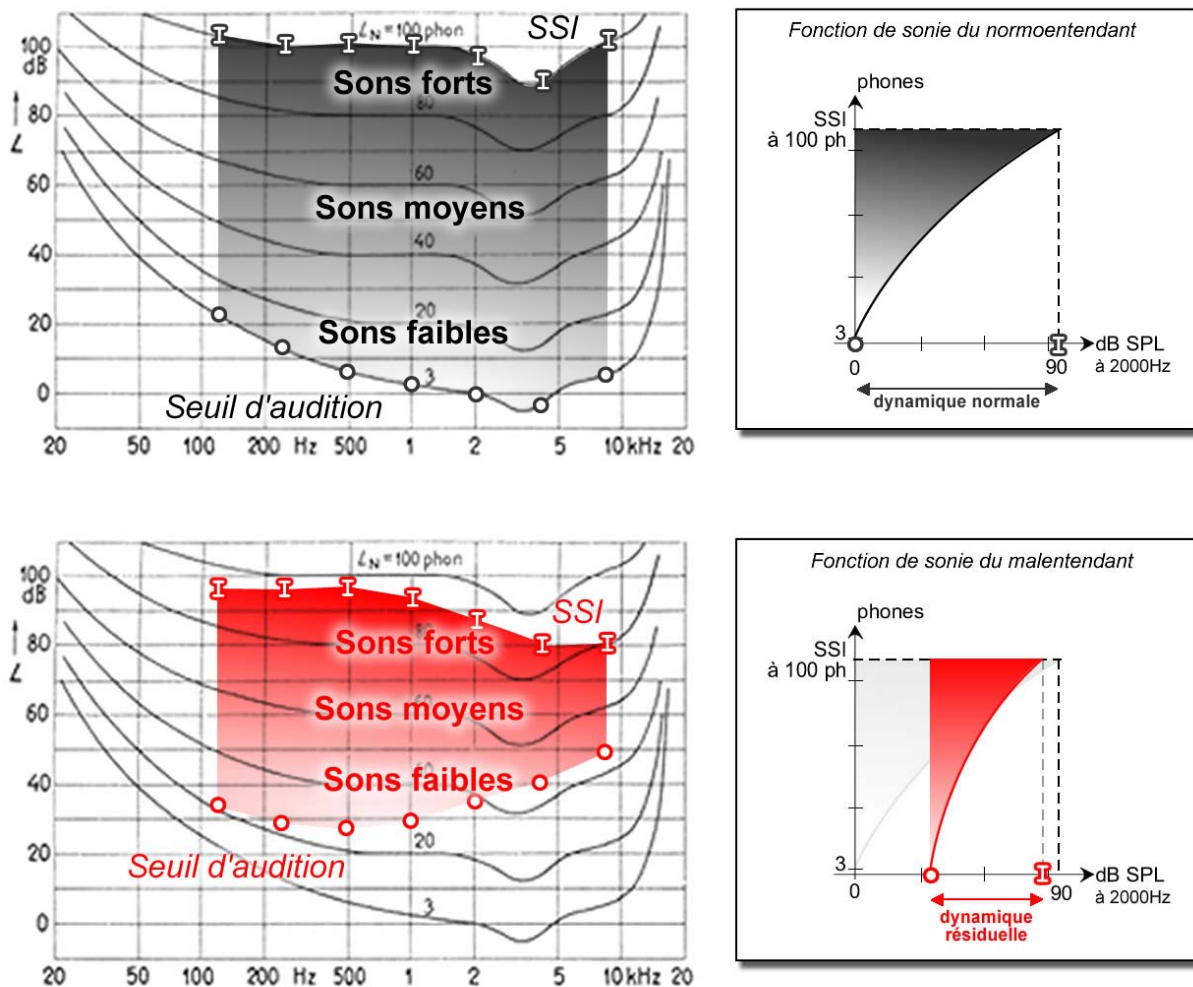 L_N = 100 phon
SSI
100
dB
Sons forts
80
80
L
60
60
Sons moyens
40
40
20
20
Sons faibles
3
0
Seuil d'audition
20 50 100 200 Hz 500 1 2 5 10 kHz 20
Fonction de sonie du normoentendant
phones
SSI
à 100 ph
3
dB SPL
0
90
à 2000Hz
dynamique normale
L_N = 100 phon
100
dB
SSI
Sons forts
80
80
L
60
60
Sons moyens
40
40
Sons faibles
20
20
Seuil d'audition
3
0
20 50 100 200 Hz 500 1 2 5 10 kHz 20
Fonction de sonie du malentendant
phones
SSI
à 100 ph
3
dB SPL
0
90
à 2000Hz
dynamique
résiduelle